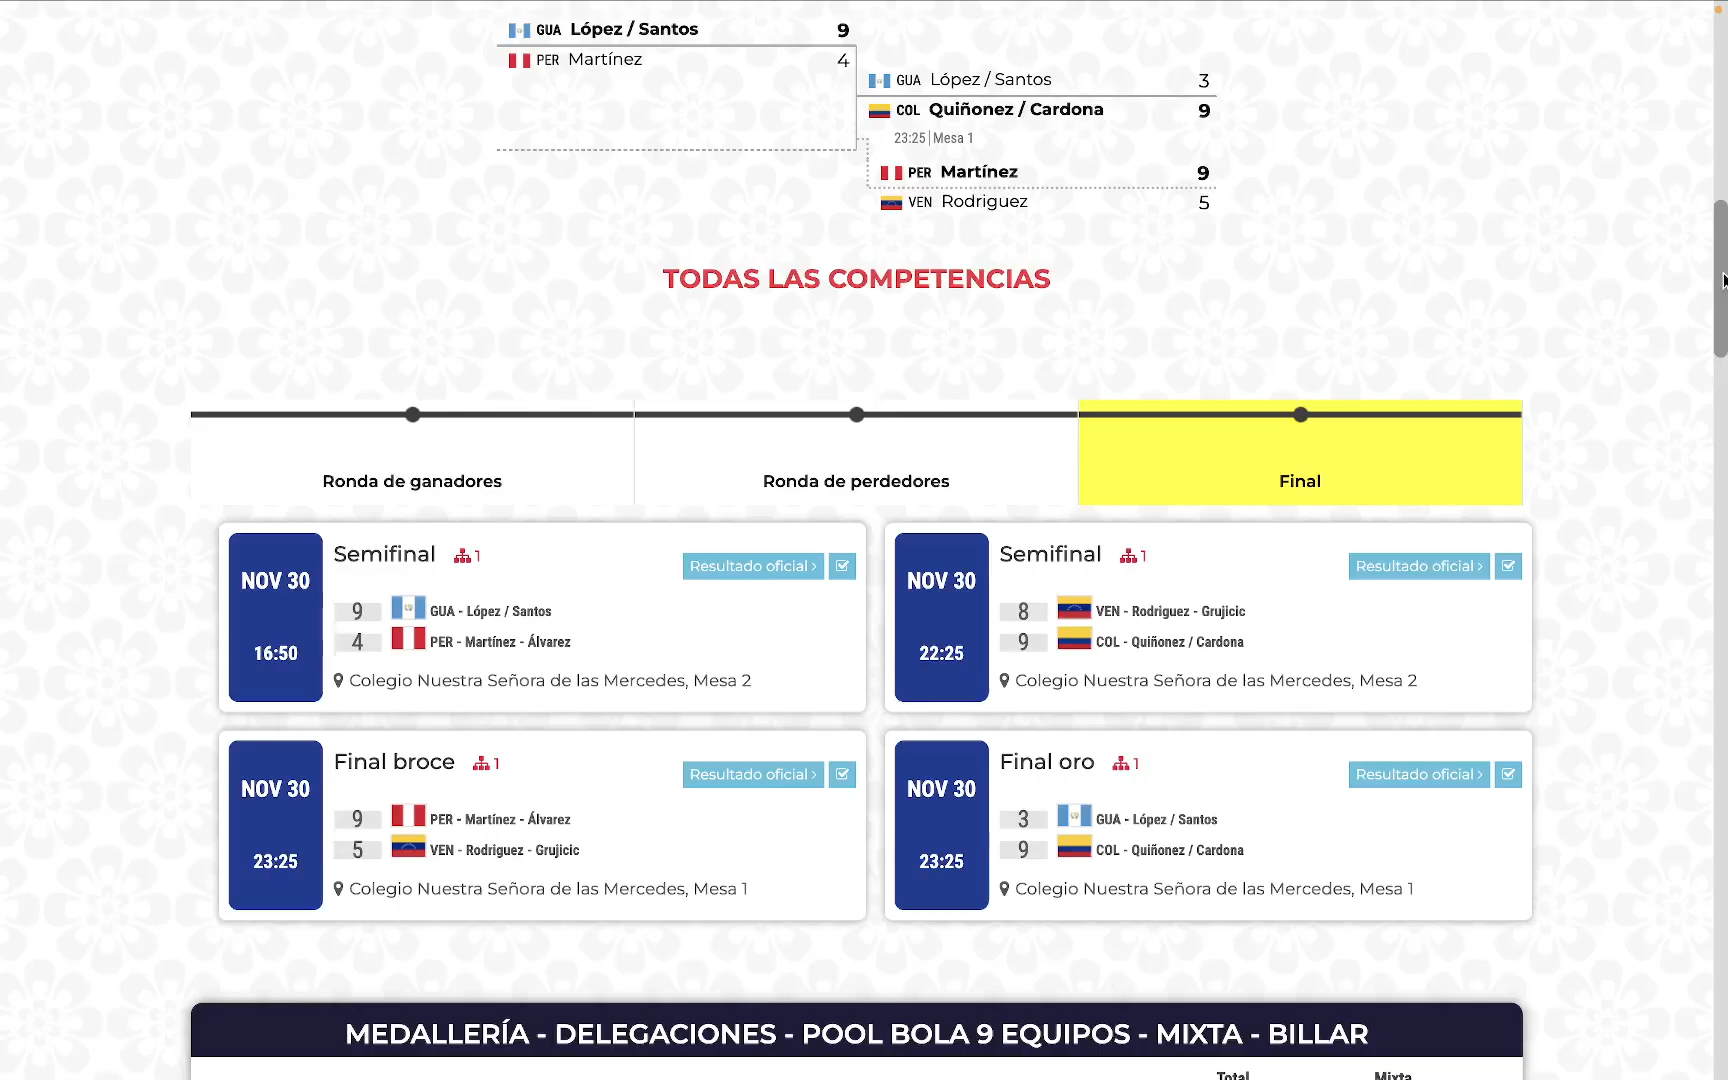 GUA López / Santos 9
PER Martínez 4
GUA López / Santos 3
COL Quiñonez / Cardona 9
23:25 | Mesa 1
PER Martínez 9
VEN Rodriguez 5
TODAS LAS COMPETENCIAS
Ronda de ganadores
Ronda de perdedores
Final
NOV 30
16:50
Semifinal 1
Resultado oficial ›
9 GUA - López / Santos
4 PER - Martínez - Álvarez
Colegio Nuestra Señora de las Mercedes, Mesa 2
NOV 30
22:25
Semifinal 1
Resultado oficial ›
8 VEN - Rodriguez - Grujicic
9 COL - Quiñonez / Cardona
Colegio Nuestra Señora de las Mercedes, Mesa 2
NOV 30
23:25
Final broce 1
Resultado oficial ›
9 PER - Martínez - Álvarez
5 VEN - Rodriguez - Grujicic
Colegio Nuestra Señora de las Mercedes, Mesa 1
NOV 30
23:25
Final oro 1
Resultado oficial ›
3 GUA - López / Santos
9 COL - Quiñonez / Cardona
Colegio Nuestra Señora de las Mercedes, Mesa 1
MEDALLERÍA - DELEGACIONES - POOL BOLA 9 EQUIPOS - MIXTA - BILLAR
Total Mixta